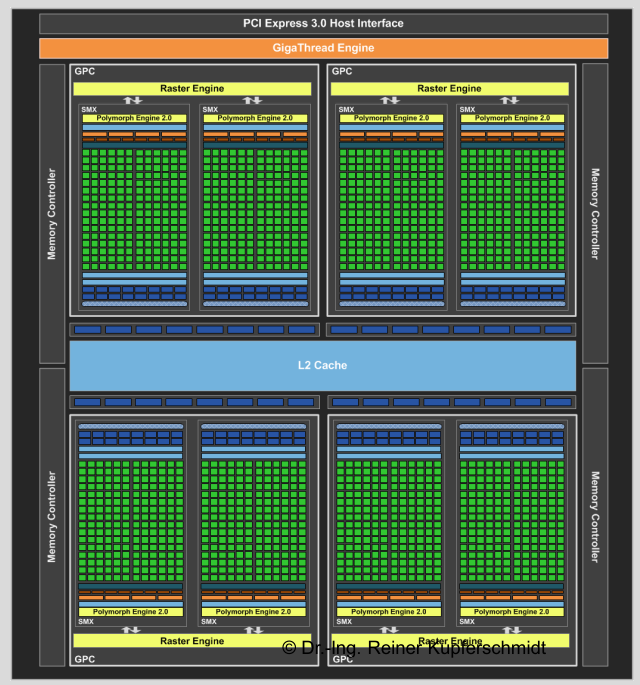 PCI Express 3.0 Host Interface
GigaThread Engine
Memory Controller
Memory Controller
GPC
Raster Engine
SMX
Polymorph Engine 2.0
SMX
Polymorph Engine 2.0
GPC
Raster Engine
SMX
Polymorph Engine 2.0
SMX
Polymorph Engine 2.0
L2 Cache
Memory Controller
Memory Controller
Polymorph Engine 2.0
SMX
Polymorph Engine 2.0
SMX
Raster Engine
GPC
Polymorph Engine 2.0
SMX
Polymorph Engine 2.0
SMX
Raster Engine
GPC
© Dr.-Ing. Reiner Kupferschmidt